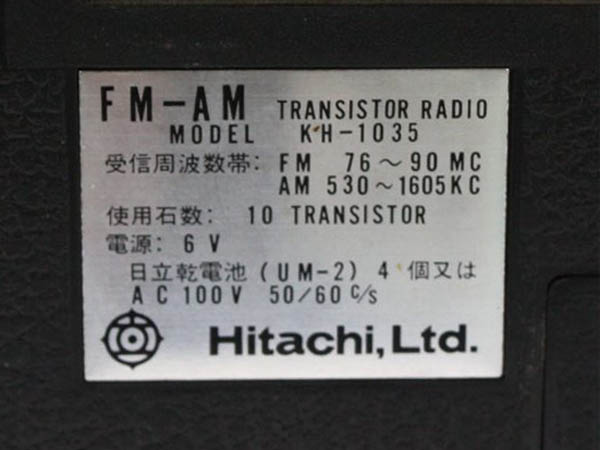 FM-AM TRANSISTOR RADIO
MODEL KH-1035
受信周波数帯: FM 76～90 MC
AM 530～1605KC
使用石数: 10 TRANSISTOR
電源: 6 V
日立乾電池 (UM-2) 4 個又は
AC 100V 50/60 c/s
Hitachi, Ltd.